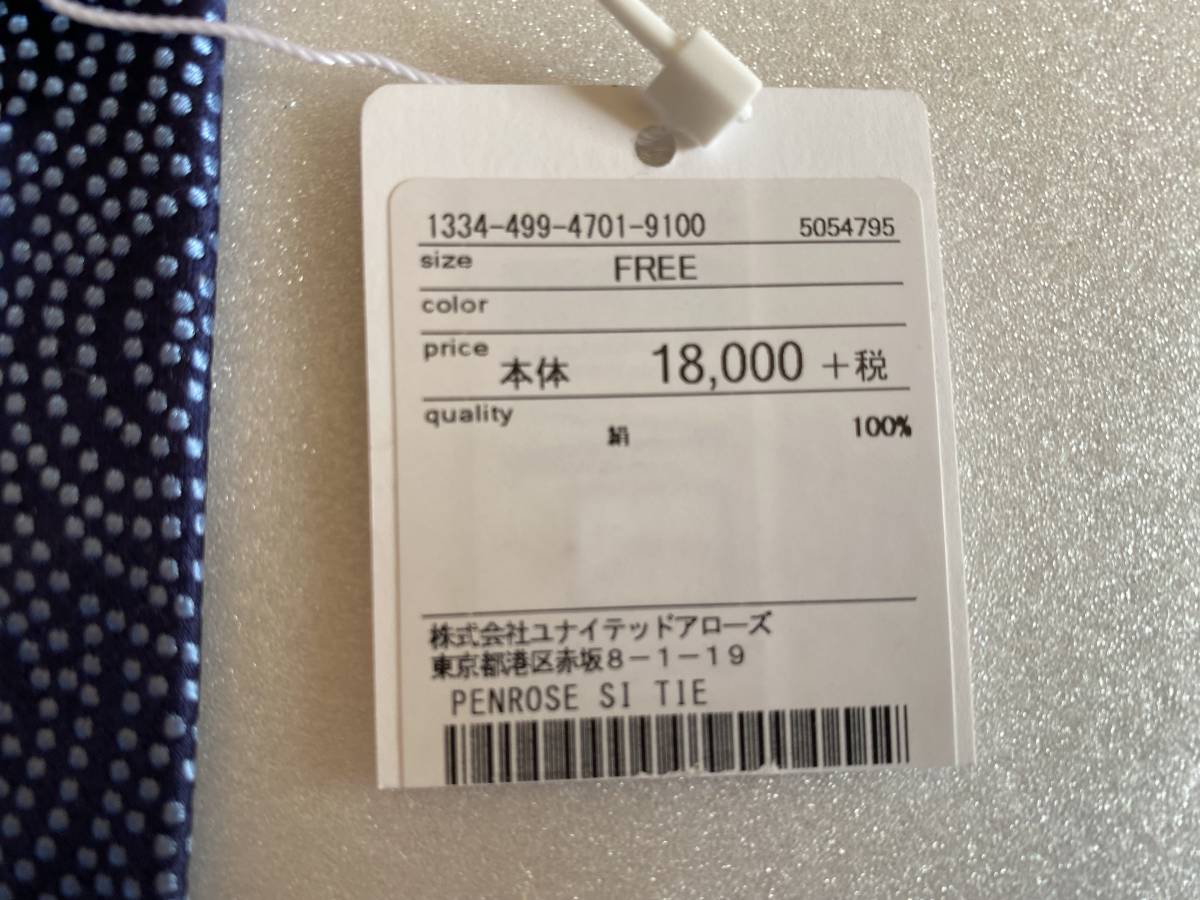 1334-499-4701-9100 5054795
size FREE
color
price 本体 18,000 +税
quality
絹 100%
株式会社ユナイテッドアローズ
東京都港区赤坂8-1-19
PENROSE SI TIE